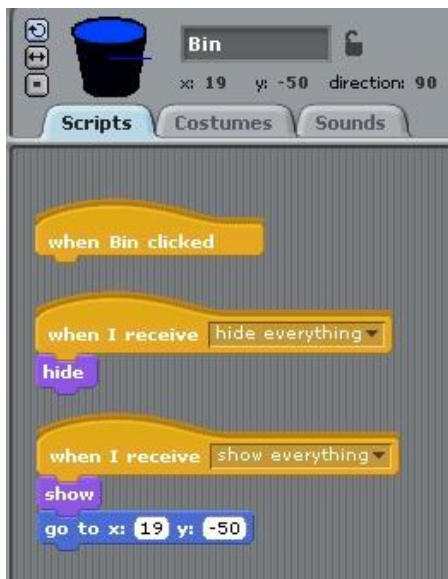 Bin
x: 19 y: -50 direction: 90
Scripts Costumes Sounds
when Bin clicked
when I receive hide everything
hide
when I receive show everything
show
go to x: 19 y: -50